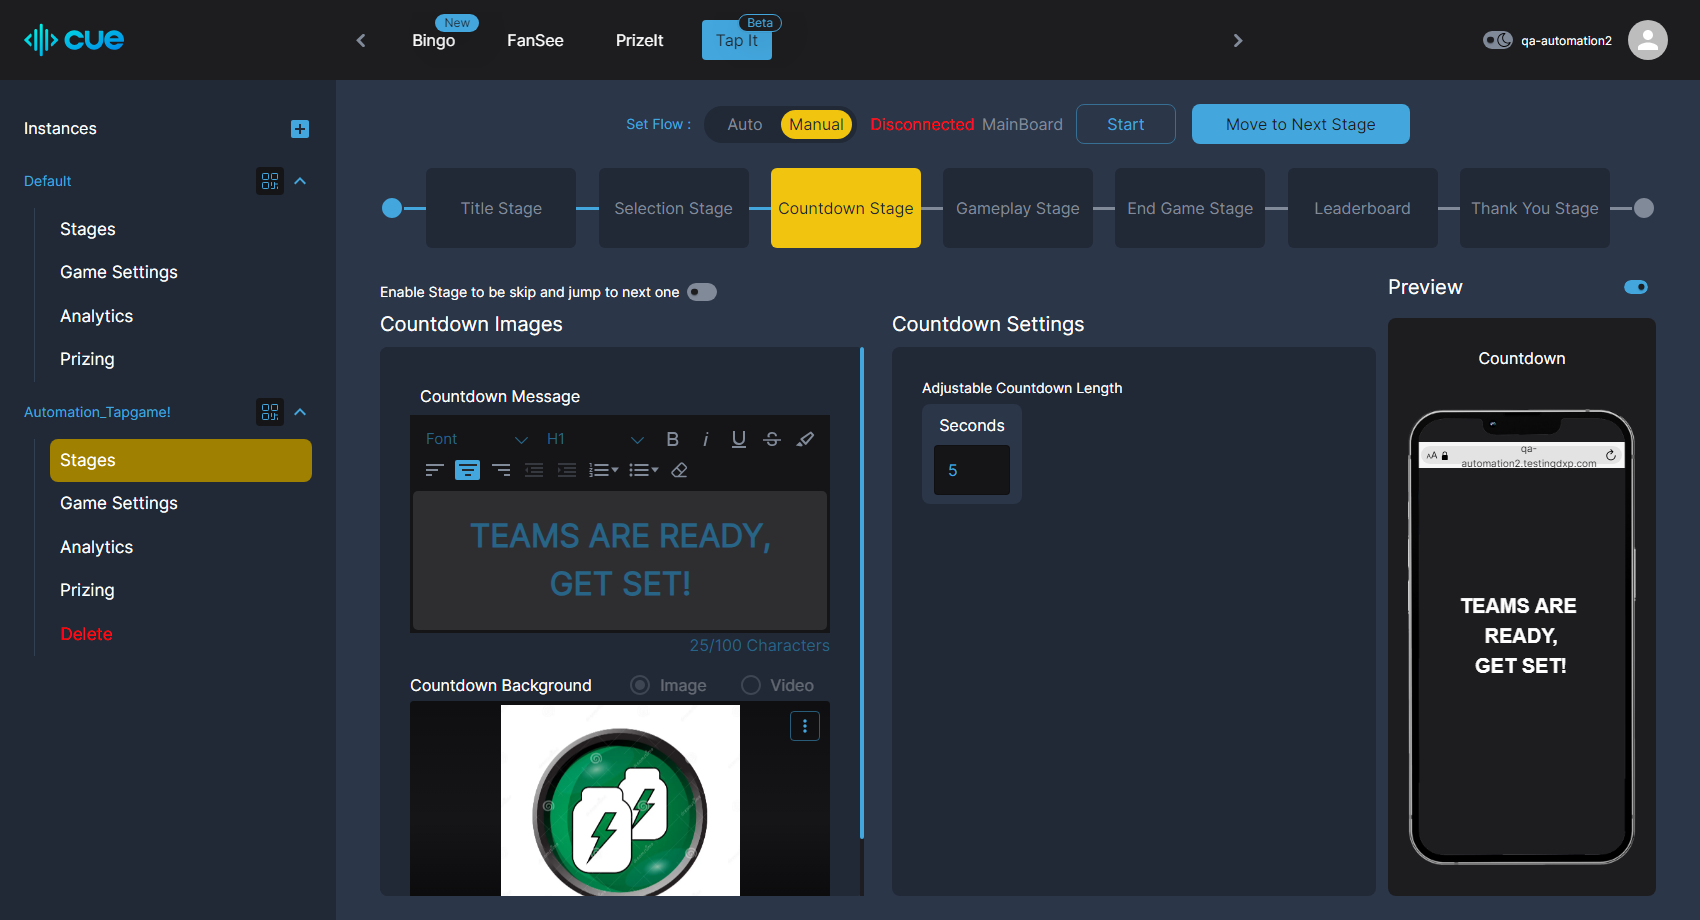 cue
New
Bingo
FanSee
PrizeIt
Beta
Tap It
qa-automation2
Instances
Default
Stages
Game Settings
Analytics
Prizing
Automation_Tapgame!
Stages
Game Settings
Analytics
Prizing
Delete
Set Flow :
Auto
Manual
Disconnected MainBoard
Start
Move to Next Stage
Title Stage
Selection Stage
Countdown Stage
Gameplay Stage
End Game Stage
Leaderboard
Thank You Stage
Enable Stage to be skip and jump to next one
Countdown Images
Countdown Message
Font
H1
B
i
U
S
TEAMS ARE READY,
GET SET!
25/100 Characters
Countdown Background
Image
Video
Countdown Settings
Adjustable Countdown Length
Seconds
5
Preview
Countdown
AA
qa-
automation2.testingdxp.com
TEAMS ARE
READY,
GET SET!